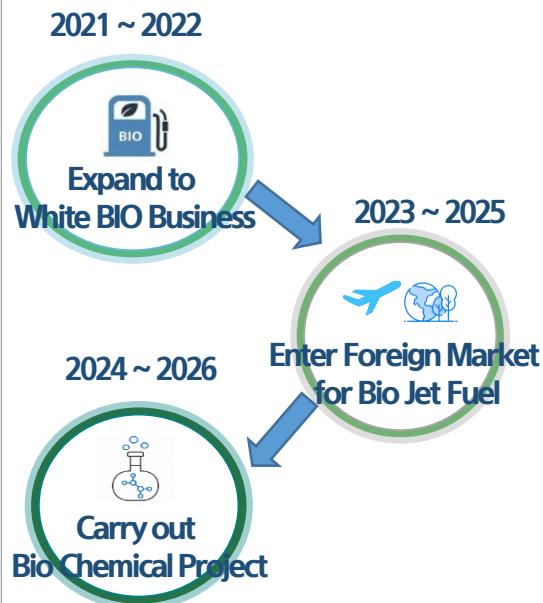 2021 ~ 2022
BIO
Expand to
White BIO Business
2023 ~ 2025
Enter Foreign Market
for Bio Jet Fuel
2024 ~ 2026
Carry out
Bio Chemical Project